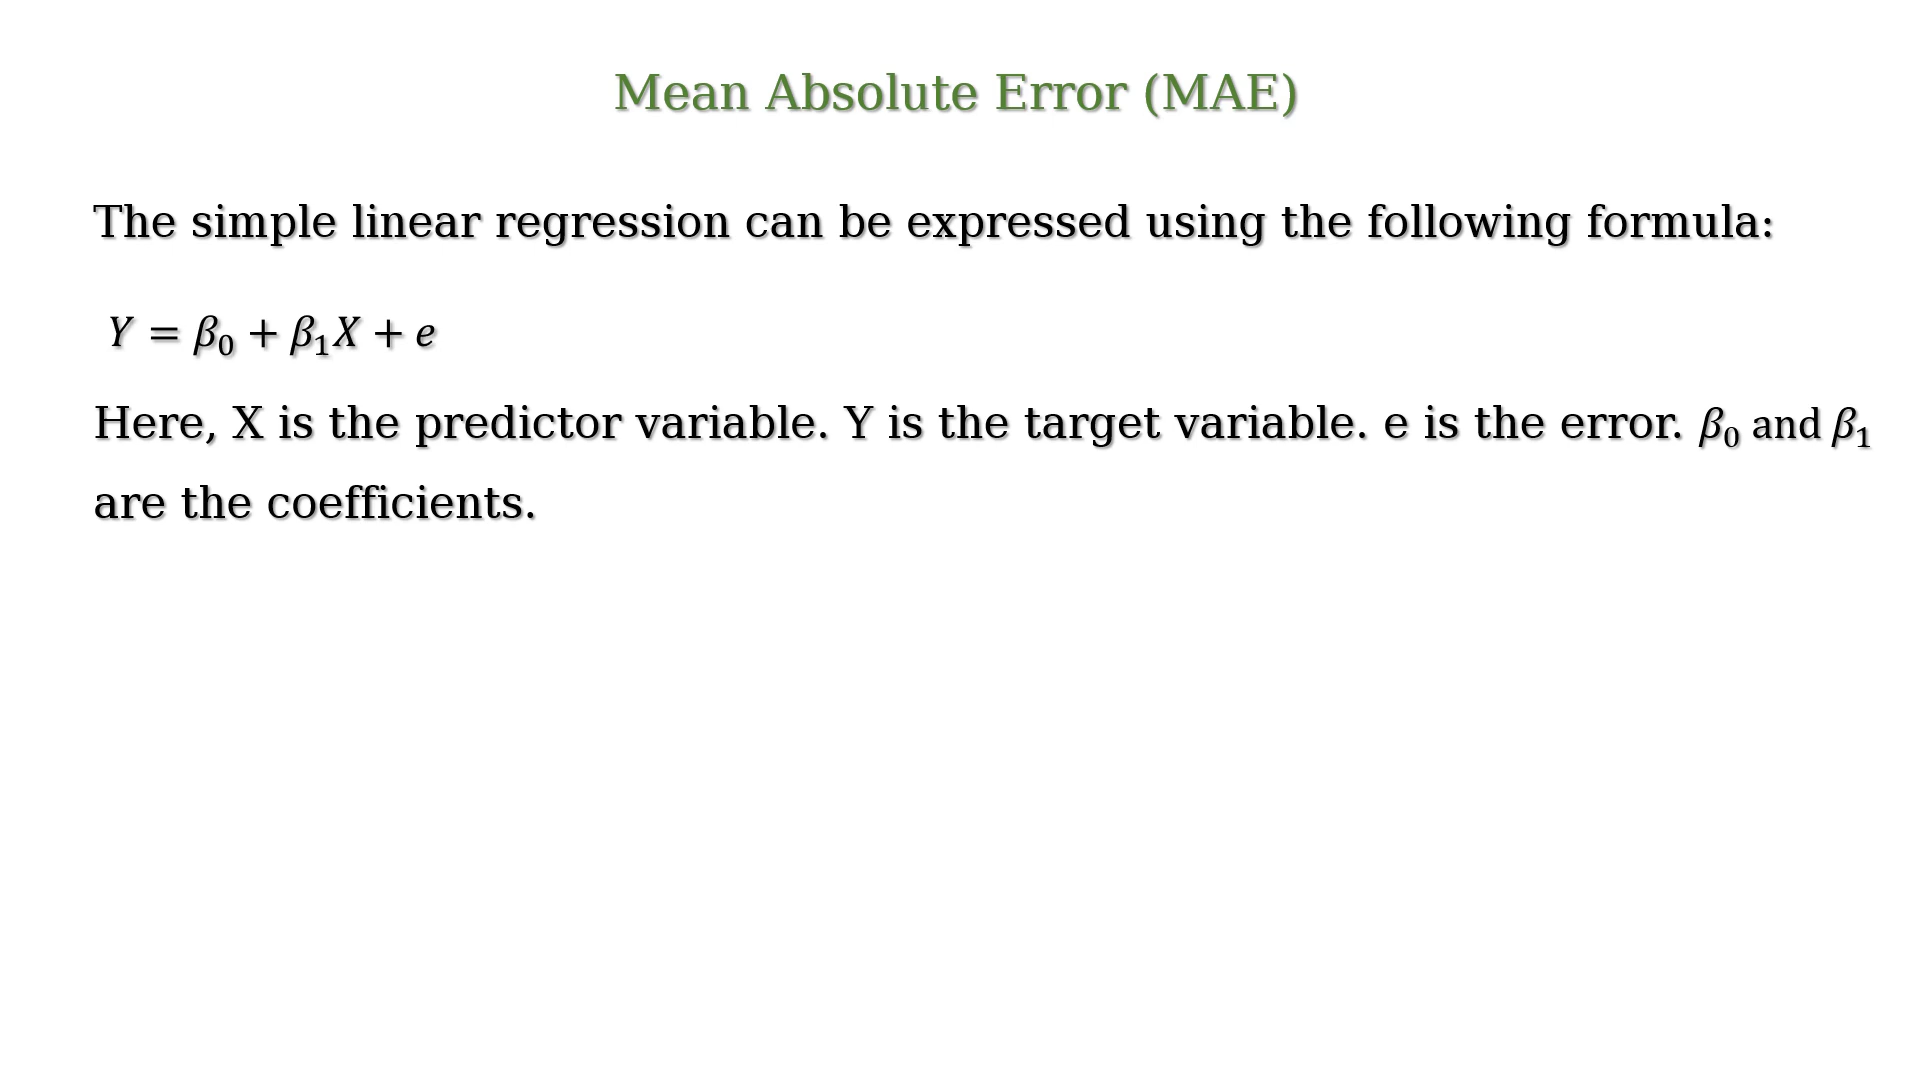 Mean Absolute Error (MAE)
The simple linear regression can be expressed using the following formula:
Y = β₀ + β₁X + e
Here, X is the predictor variable. Y is the target variable. e is the error. β₀ and β₁
are the coefficients.